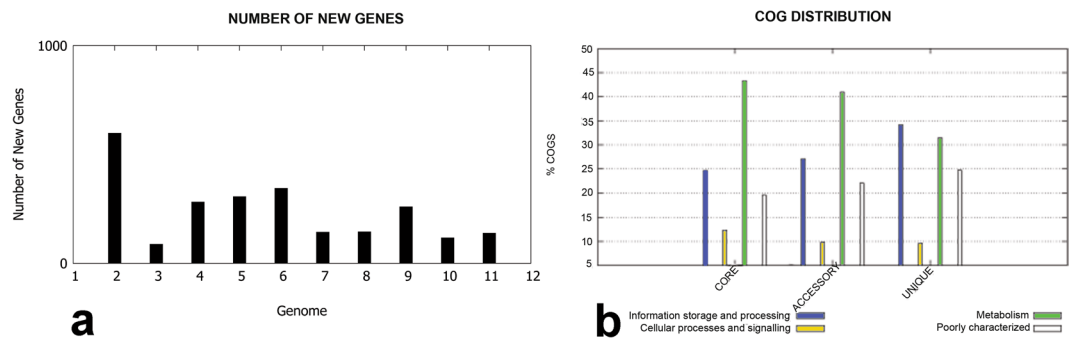 NUMBER OF NEW GENES
1000
Number of New Genes
0
1 2 3 4 5 6 7 8 9 10 11 12
Genome
a
COG DISTRIBUTION
50
45
40
35
30
25
20
15
10
5
% COGS
CORE
ACCESSORY
UNIQUE
b
Information storage and processing
Cellular processes and signalling
Metabolism
Poorly characterized